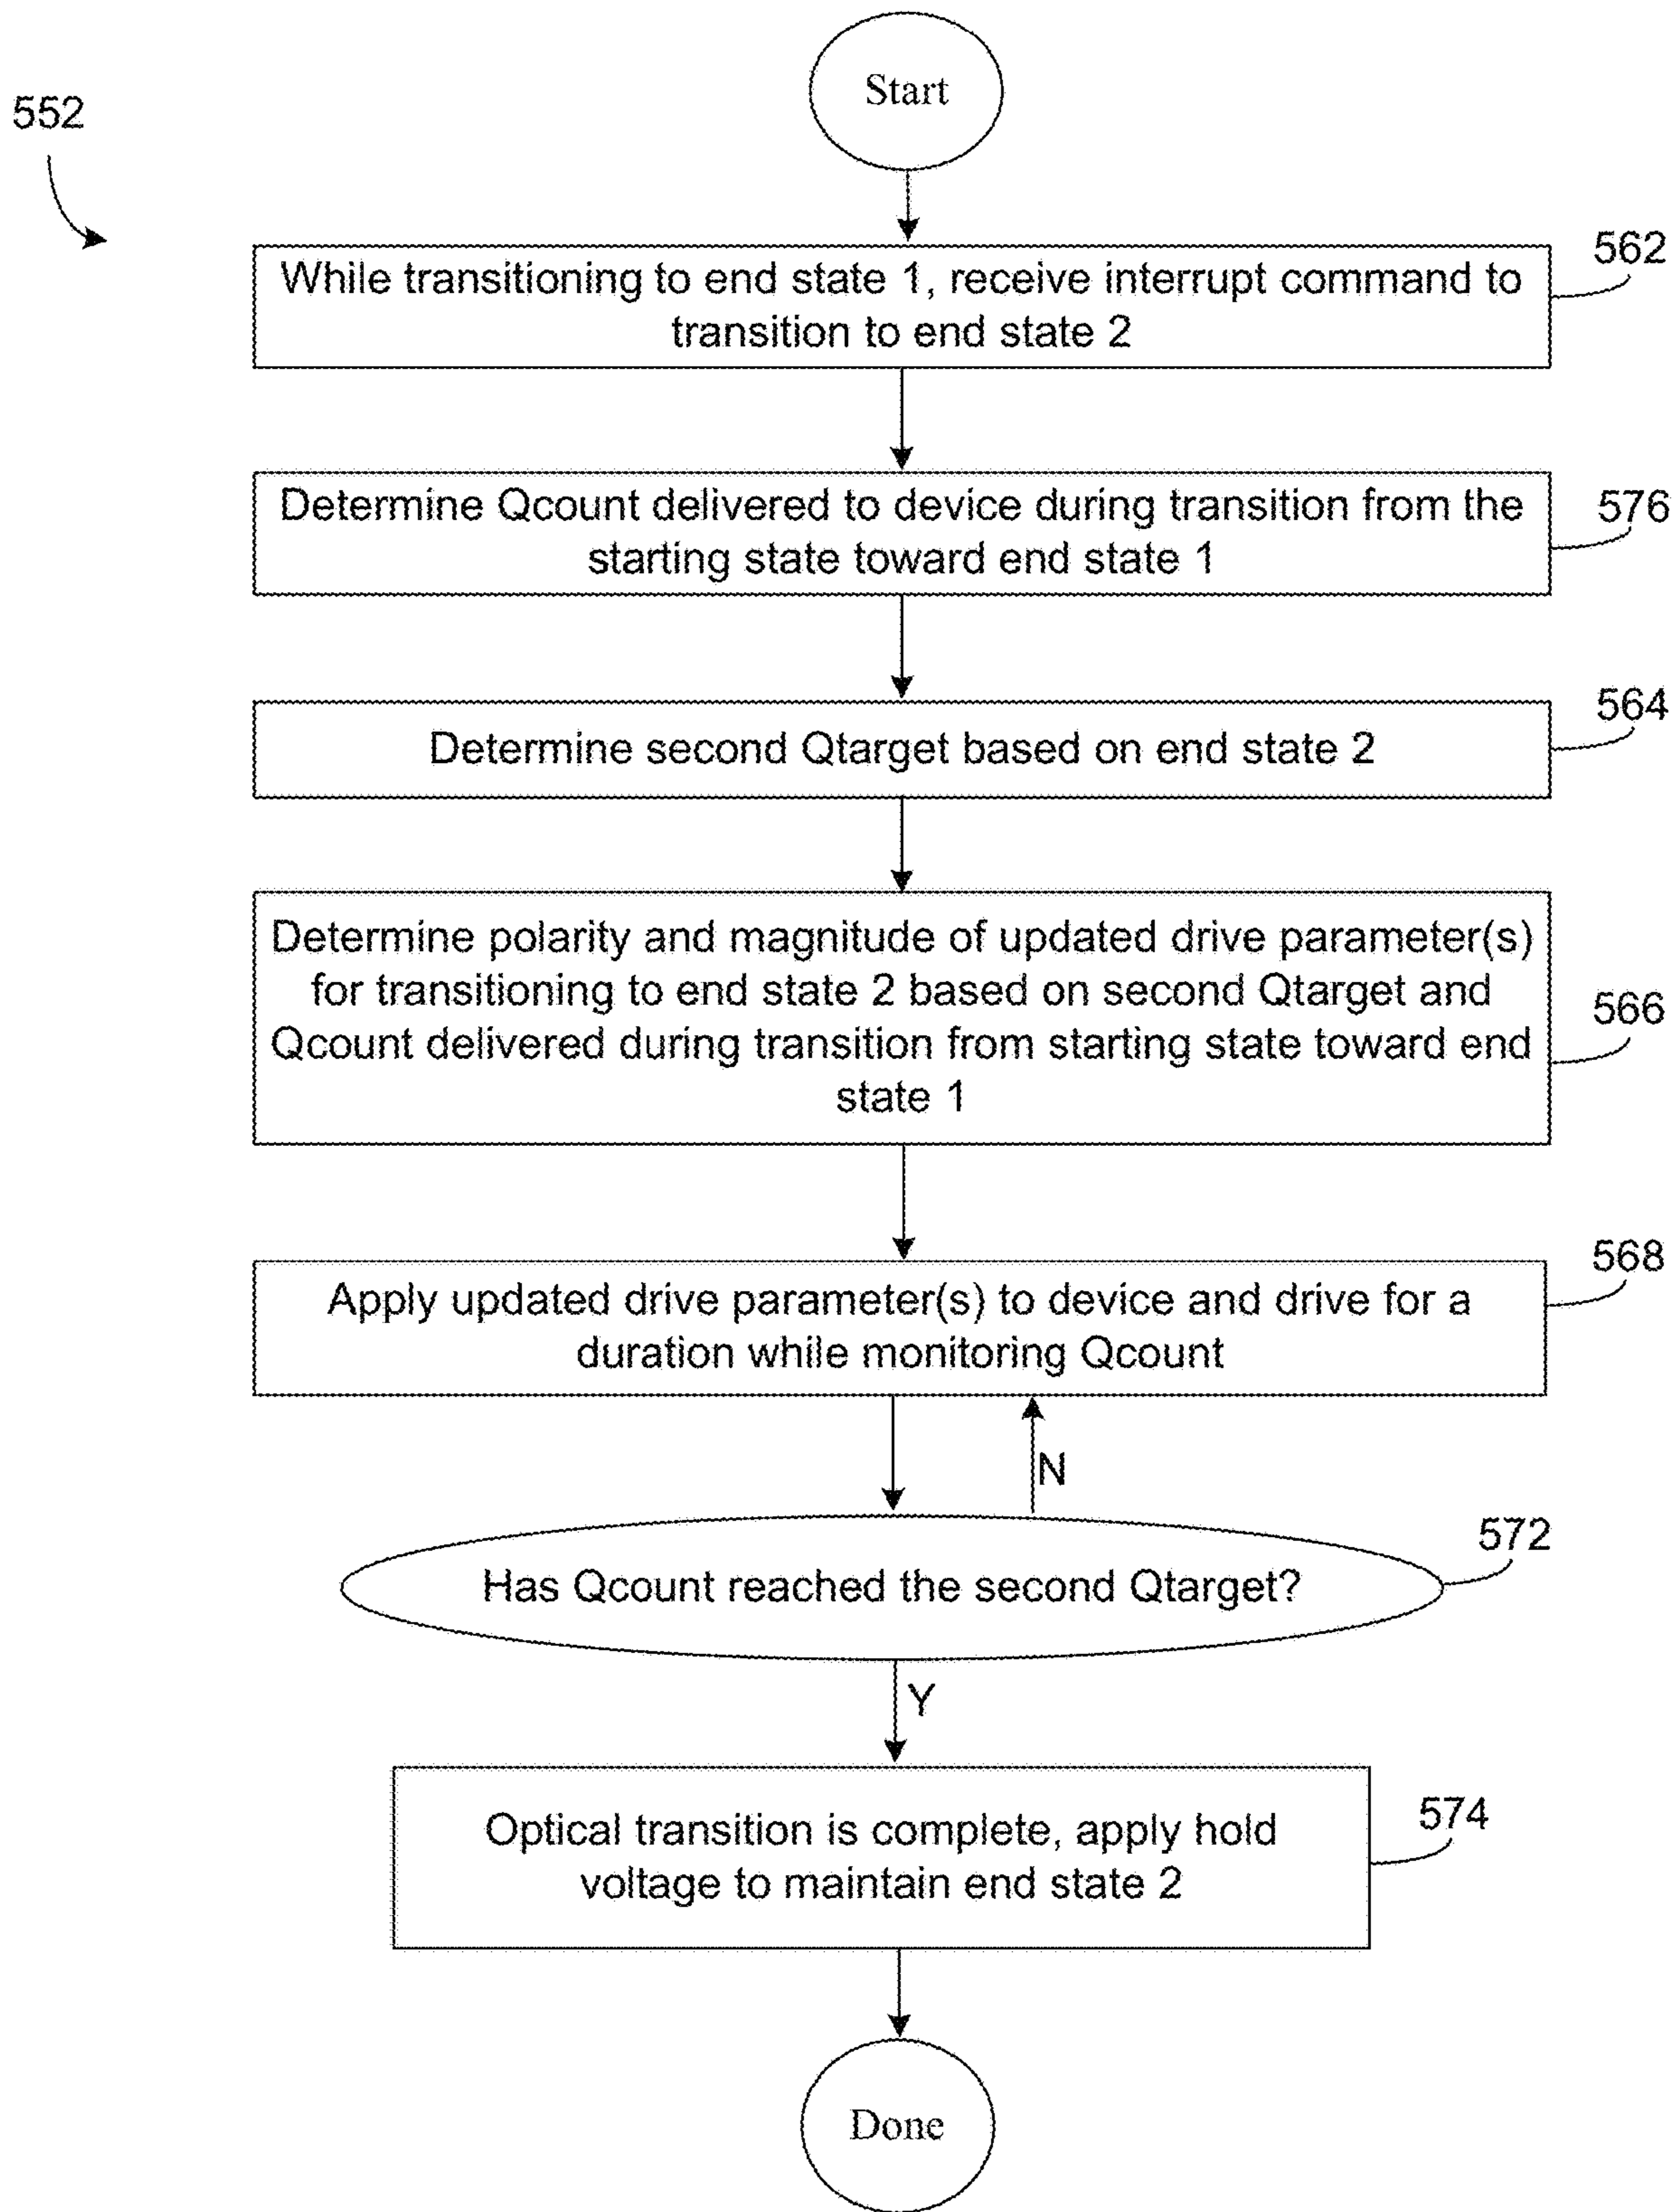 Start
552
While transitioning to end state 1, receive interrupt command to
transition to end state 2
562
Determine Qcount delivered to device during transition from the
starting state toward end state 1
576
Determine second Qtarget based on end state 2
564
Determine polarity and magnitude of updated drive parameter(s)
for transitioning to end state 2 based on second Qtarget and
Qcount delivered during transition from starting state toward end
state 1
566
Apply updated drive parameter(s) to device and drive for a
duration while monitoring Qcount
568
N
Has Qcount reached the second Qtarget?
572
Y
Optical transition is complete, apply hold
voltage to maintain end state 2
574
Done